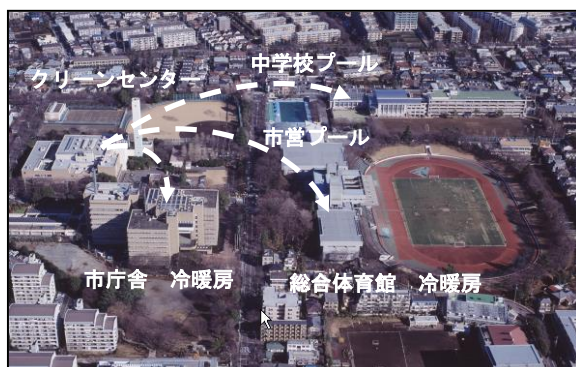 クリーンセンター
中学校プール
市営プール
市庁舎 冷暖房
総合体育館 冷暖房